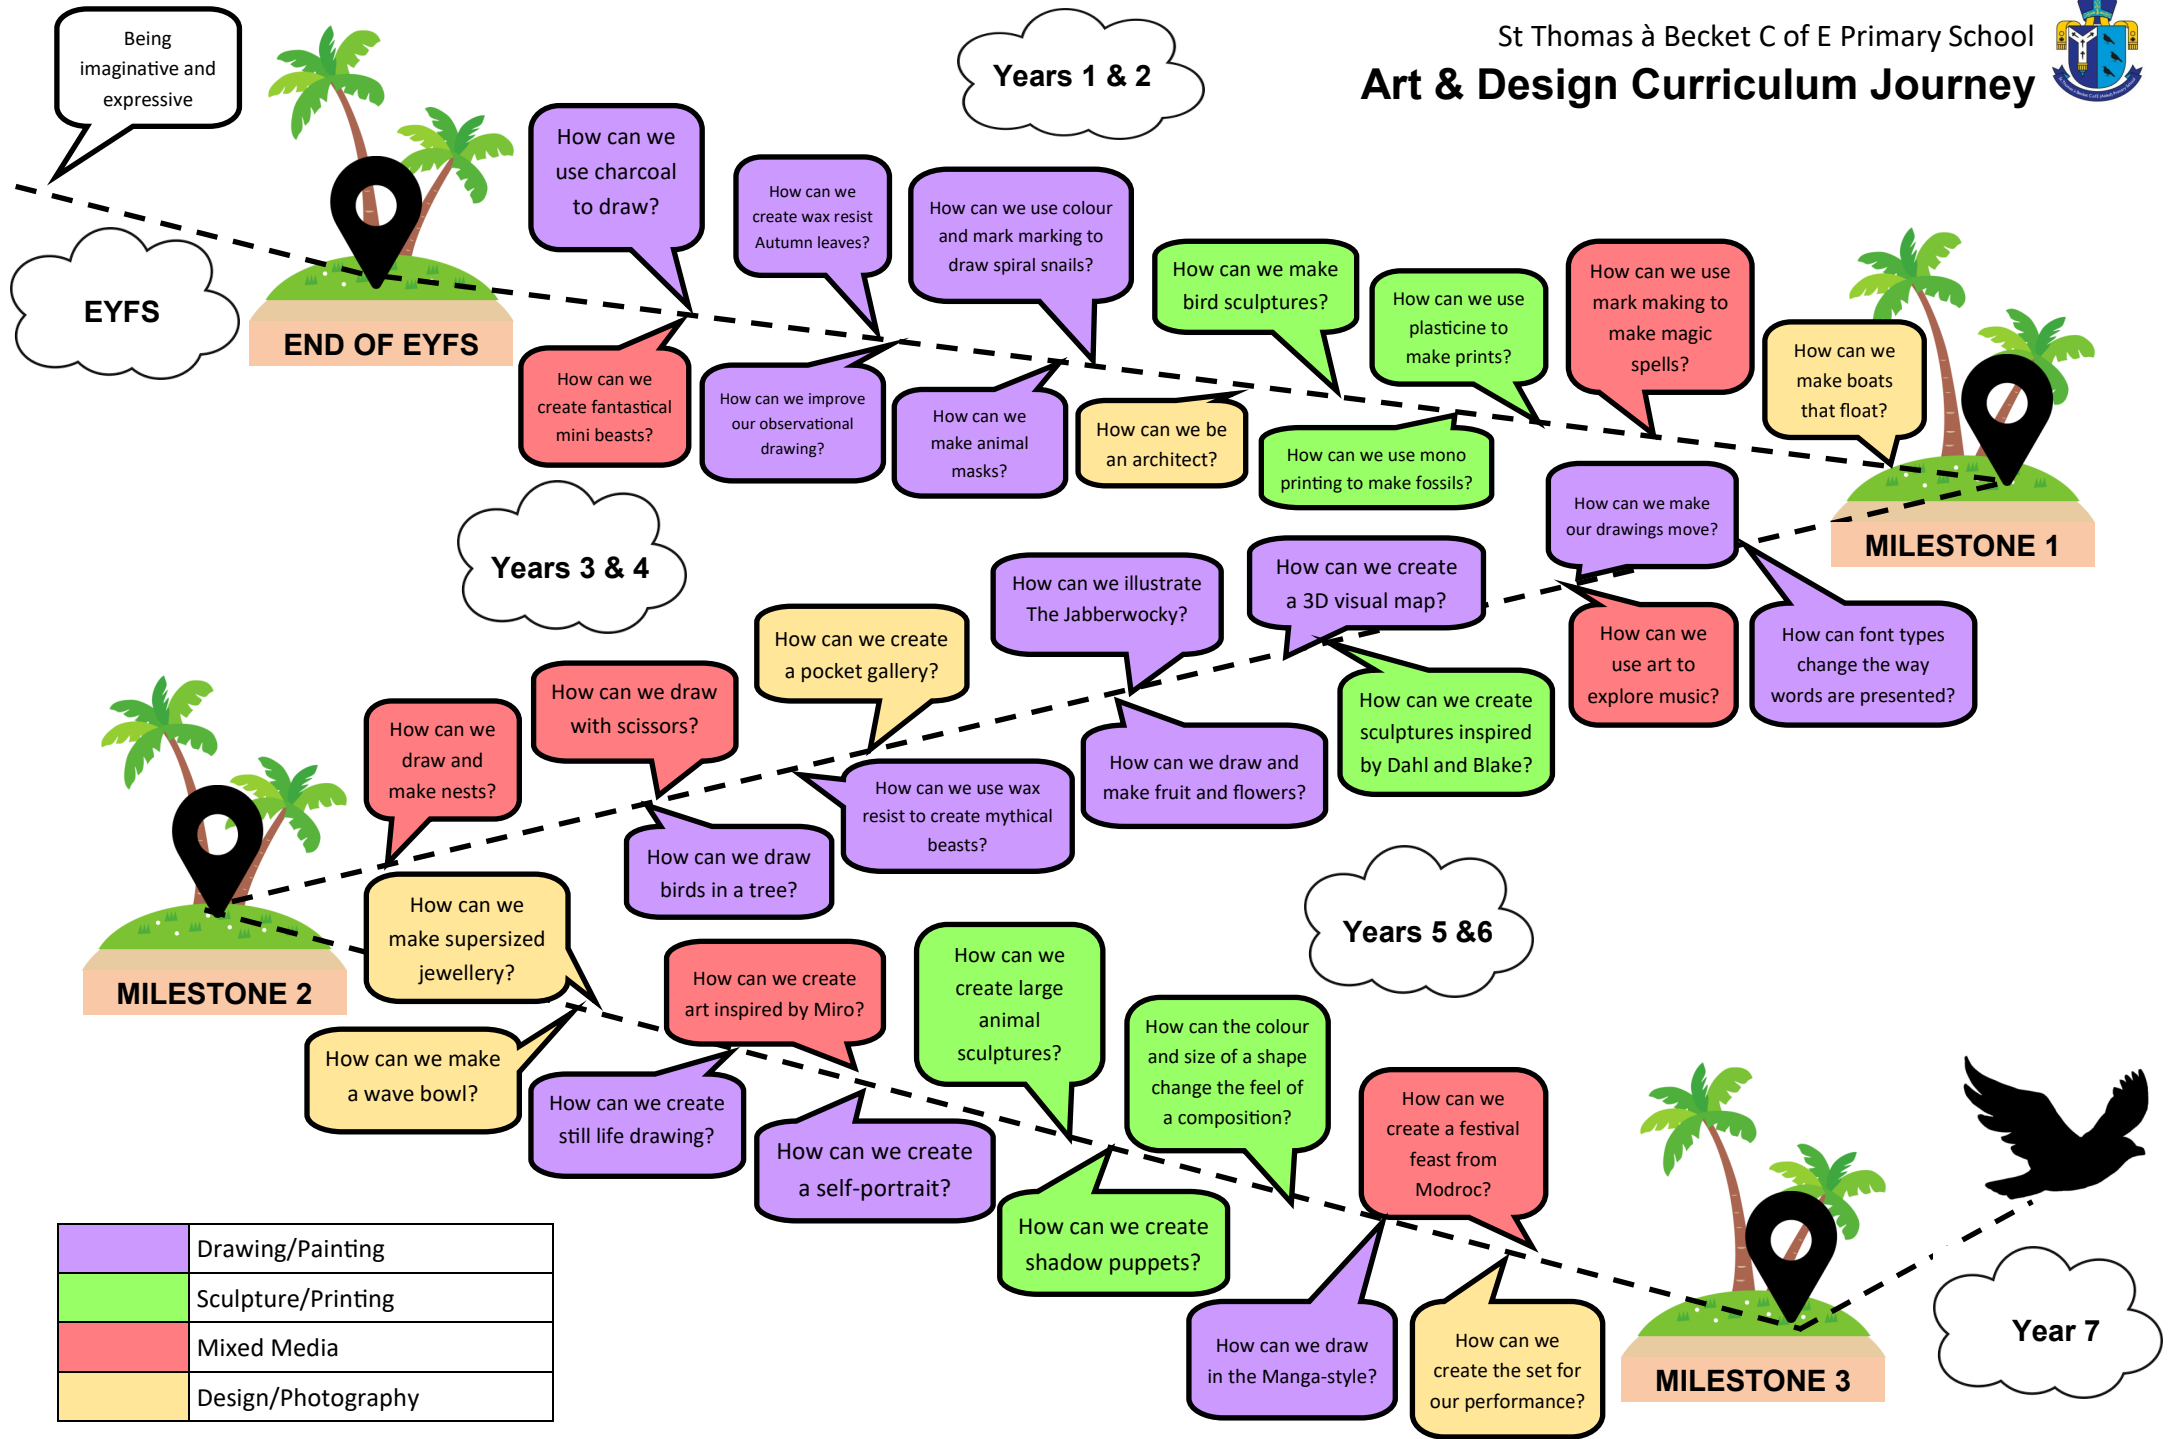 St Thomas à Becket C of E Primary School
Art & Design Curriculum Journey
Being
imaginative and
expressive
EYFS
END OF EYFS
Years 1 & 2
How can we
use charcoal
to draw?
How can we
create fantastical
mini beasts?
How can we
create wax resist
Autumn leaves?
How can we improve
our observational
drawing?
How can we use colour
and mark marking to
draw spiral snails?
How can we
make animal
masks?
How can we be
an architect?
How can we make
bird sculptures?
How can we use mono
printing to make fossils?
How can we use
plasticine to
make prints?
How can we use
mark making to
make magic
spells?
How can we
make boats
that float?
MILESTONE 1
Years 3 & 4
How can we make
our drawings move?
How can font types
change the way
words are presented?
How can we
use art to
explore music?
How can we create
a 3D visual map?
How can we create
sculptures inspired
by Dahl and Blake?
How can we illustrate
The Jabberwocky?
How can we draw and
make fruit and flowers?
How can we create
a pocket gallery?
How can we use wax
resist to create mythical
beasts?
How can we draw
with scissors?
How can we draw
birds in a tree?
How can we
draw and
make nests?
MILESTONE 2
Years 5 &6
How can we
make supersized
jewellery?
How can we make
a wave bowl?
How can we create
art inspired by Miro?
How can we create
still life drawing?
How can we create
a self-portrait?
How can we
create large
animal
sculptures?
How can we create
shadow puppets?
How can the colour
and size of a shape
change the feel of
a composition?
How can we
create a festival
feast from
Modroc?
How can we draw
in the Manga-style?
How can we
create the set for
our performance?
MILESTONE 3
Year 7
Drawing/Painting
Sculpture/Printing
Mixed Media
Design/Photography